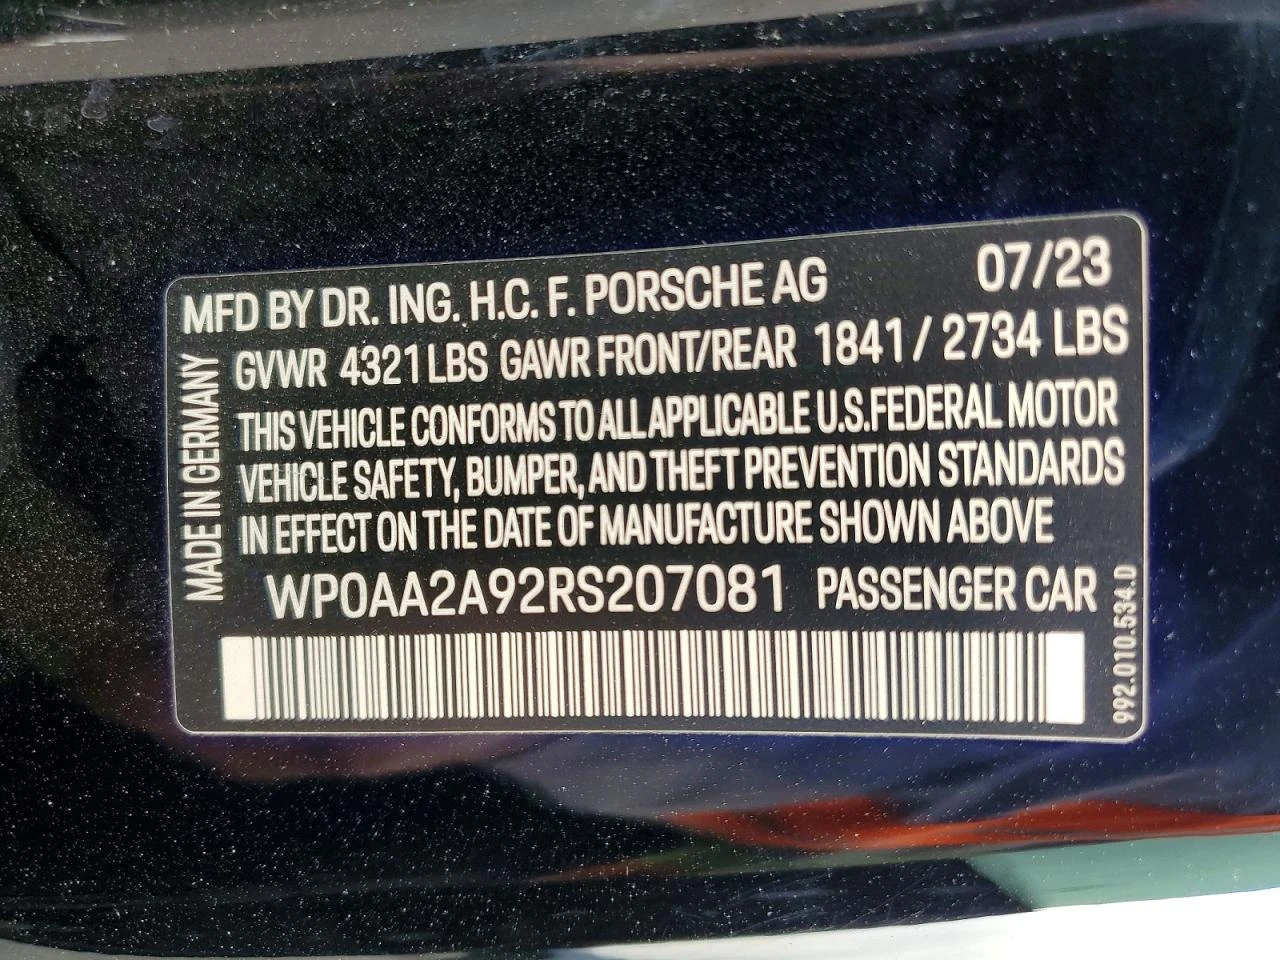 MFD BY DR. ING. H.C. F. PORSCHE AG 07/23
GVWR 4321 LBS GAWR FRONT/REAR 1841 / 2734 LBS
THIS VEHICLE CONFORMS TO ALL APPLICABLE U.S.FEDERAL MOTOR
VEHICLE SAFETY, BUMPER, AND THEFT PREVENTION STANDARDS
IN EFFECT ON THE DATE OF MANUFACTURE SHOWN ABOVE
WP0AA2A92RS207081 PASSENGER CAR
MADE IN GERMANY
992.010.534.D